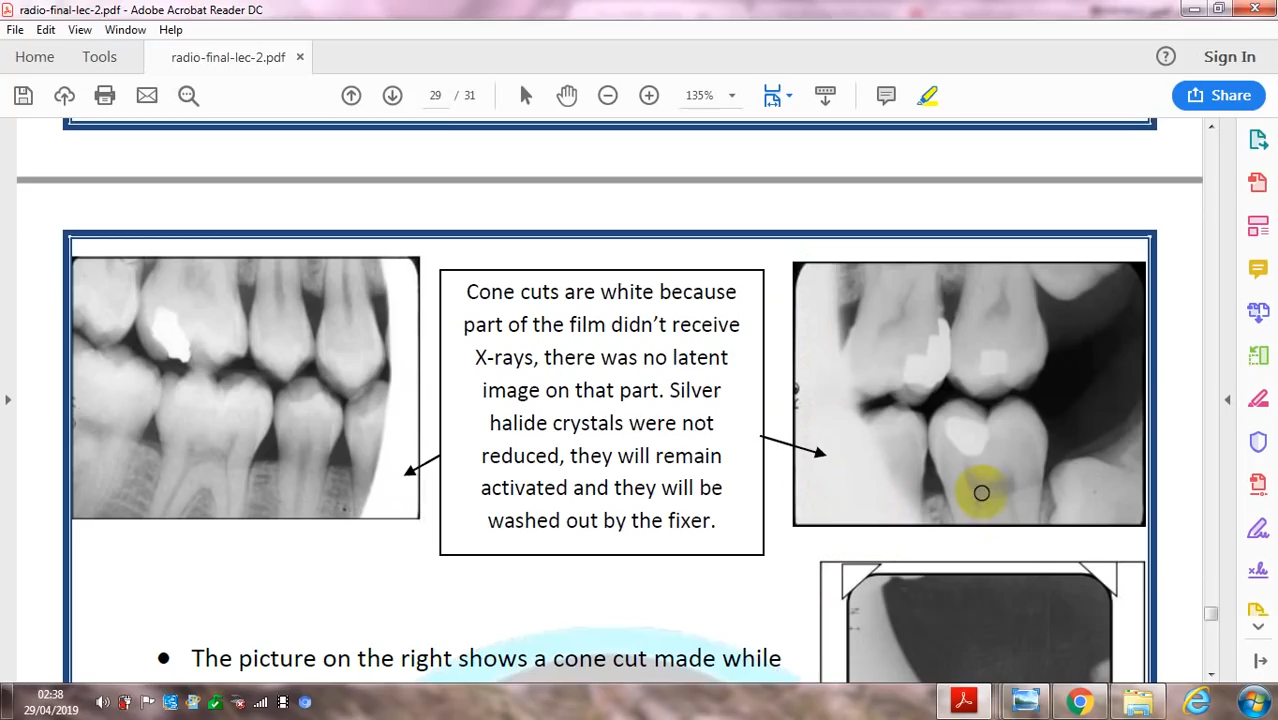 radio-final-lec-2.pdf - Adobe Acrobat Reader DC
File Edit View Window Help
Home Tools radio-final-lec-2.pdf × Sign In
29 / 31 135% Share
Cone cuts are white because
part of the film didn’t receive
X-rays, there was no latent
image on that part. Silver
halide crystals were not
reduced, they will remain
activated and they will be
washed out by the fixer.
● The picture on the right shows a cone cut made while
02:38
29/04/2019